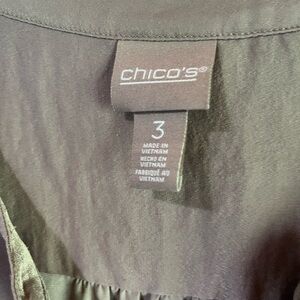 chico's®
3
MADE IN
VIETNAM
HECHO EN
VIETNAM
FABRIQUÉ AU
VIETNAM